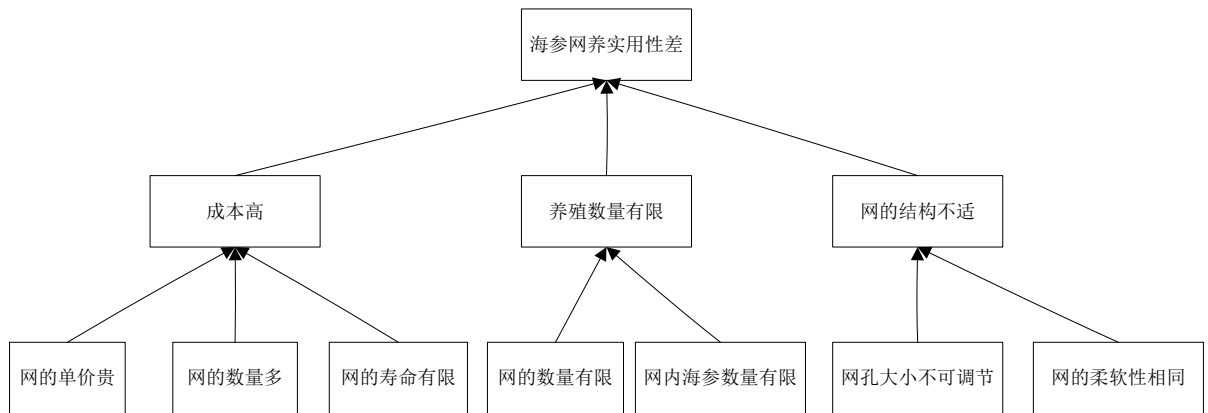 海参网养实用性差
成本高
养殖数量有限
网的结构不适
网的单价贵
网的数量多
网的寿命有限
网的数量有限
网内海参数量有限
网孔大小不可调节
网的柔软性相同